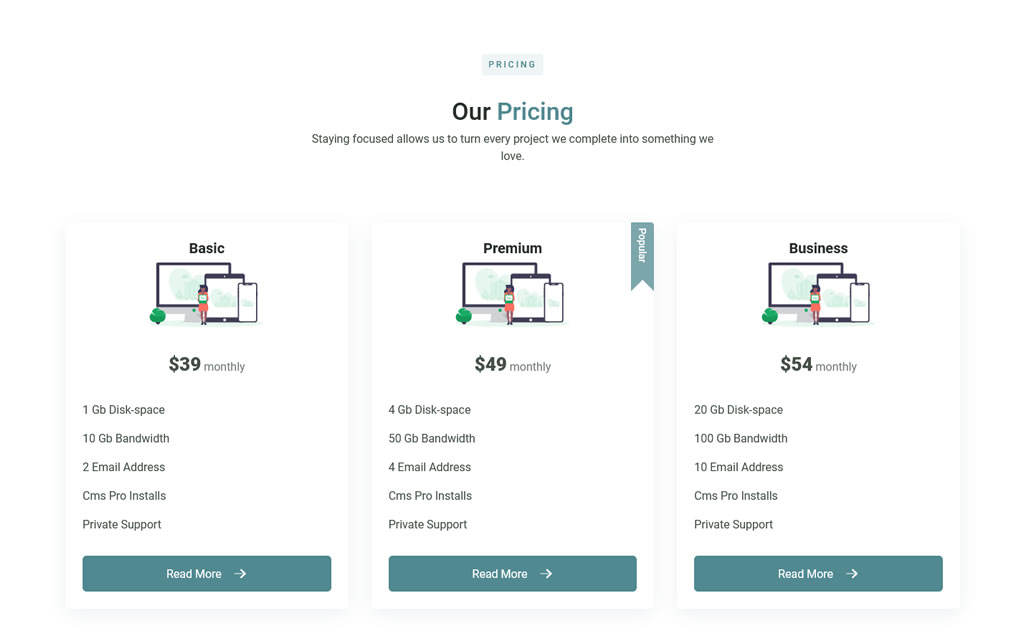 PRICING
Our Pricing
Staying focused allows us to turn every project we complete into something we
love.
Basic
$39 monthly
1 Gb Disk-space
10 Gb Bandwidth
2 Email Address
Cms Pro Installs
Private Support
Read More
Popular
Premium
$49 monthly
4 Gb Disk-space
50 Gb Bandwidth
4 Email Address
Cms Pro Installs
Private Support
Read More
Business
$54 monthly
20 Gb Disk-space
100 Gb Bandwidth
10 Email Address
Cms Pro Installs
Private Support
Read More